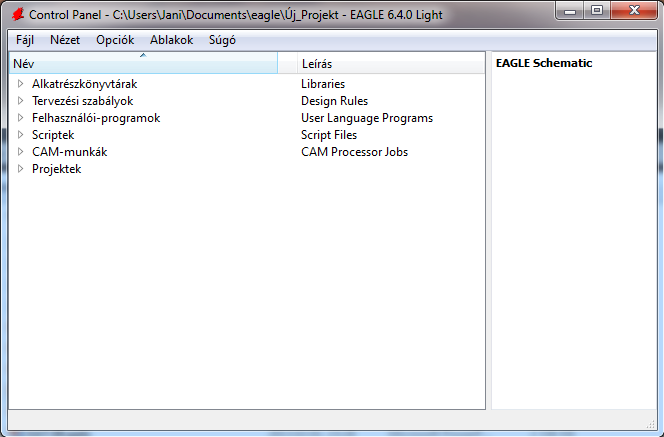 Control Panel - C:\Users\Jani\Documents\eagle\Új_Projekt - EAGLE 6.4.0 Light
Fájl Nézet Opciók Ablakok Súgó
Név Leírás
Alkatrészkönyvtárak Libraries
Tervezési szabályok Design Rules
Felhasználói-programok User Language Programs
Scriptek Script Files
CAM-munkák CAM Processor Jobs
Projektek
EAGLE Schematic